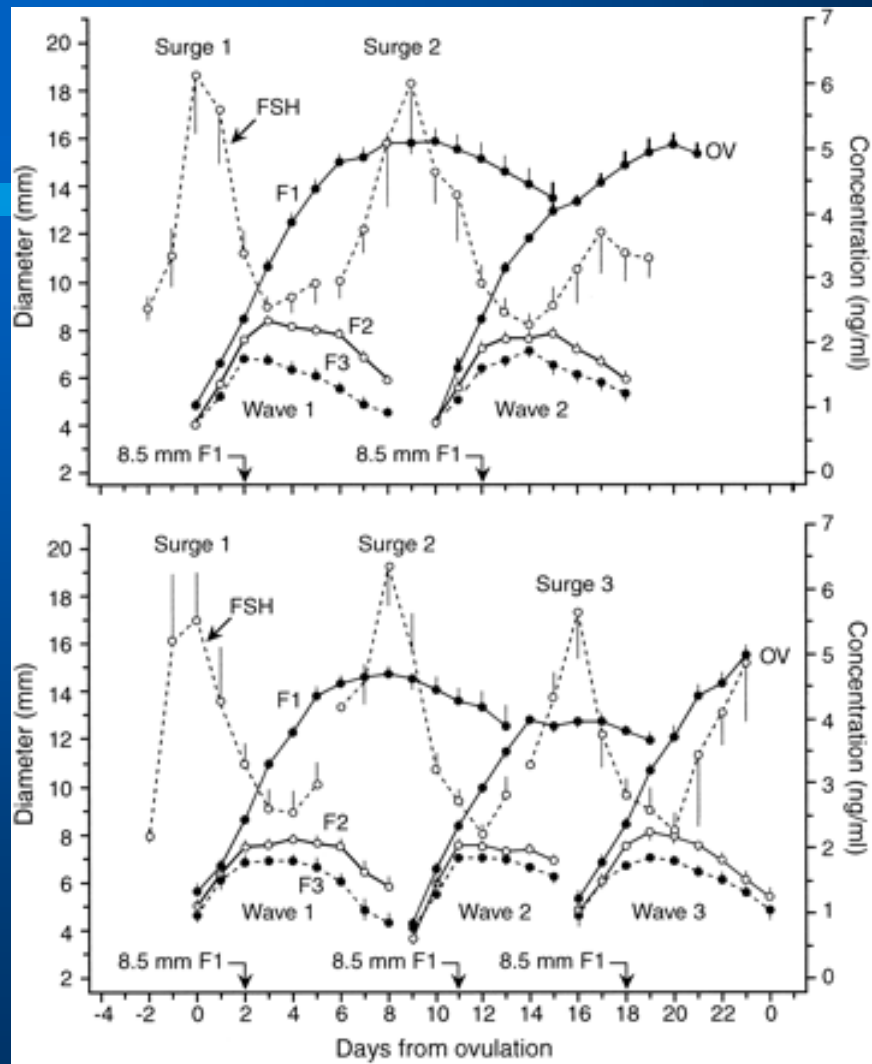 Surge 1
Surge 2
FSH
F1
OV
F2
F3
Wave 1
Wave 2
8.5 mm F1
8.5 mm F1
Diameter (mm)
20
18
16
14
12
10
8
6
4
2
Concentration (ng/ml)
7
6
5
4
3
2
1
0
Surge 1
Surge 2
Surge 3
FSH
F1
OV
F2
F3
Wave 1
Wave 2
Wave 3
8.5 mm F1
8.5 mm F1
8.5 mm F1
Diameter (mm)
20
18
16
14
12
10
8
6
4
2
Concentration (ng/ml)
7
6
5
4
3
2
1
0
-4 -2 0 2 4 6 8 10 12 14 16 18 20 22 0
Days from ovulation